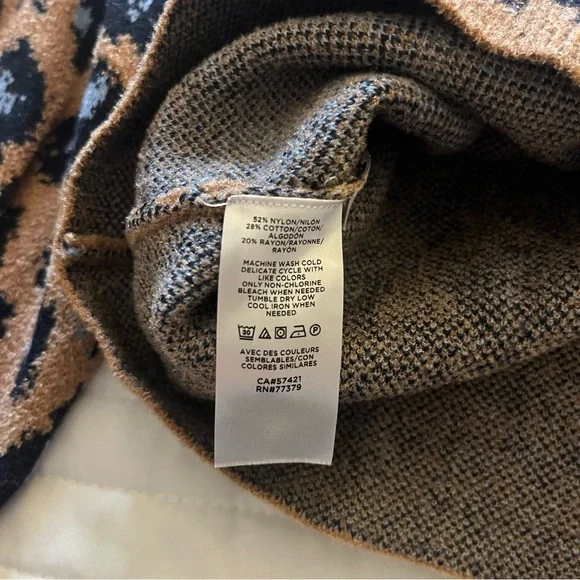 52% NYLON/NILÓN
28% COTTON/COTON/
ALGODÓN
20% RAYON/RAYONNE/
RAYÓN
MACHINE WASH COLD
DELICATE CYCLE WITH
LIKE COLORS
ONLY NON-CHLORINE
BLEACH WHEN NEEDED
TUMBLE DRY LOW
COOL IRON WHEN
NEEDED
30 P
AVEC DES COULEURS
SEMBLABLES/CON
COLORES SIMILARES
CA#57421
RN#77379